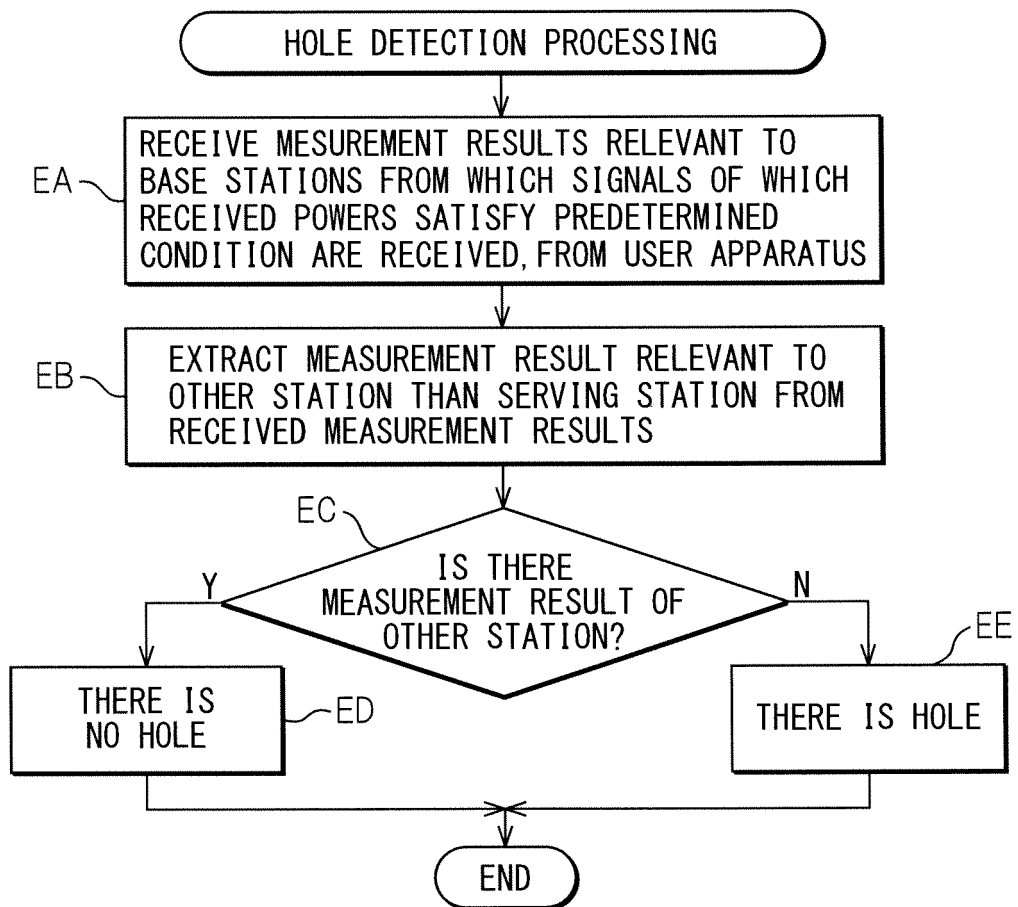 HOLE DETECTION PROCESSING
EA
RECEIVE MESUREMENT RESULTS RELEVANT TO
BASE STATIONS FROM WHICH SIGNALS OF WHICH
RECEIVED POWERS SATISFY PREDETERMINED
CONDITION ARE RECEIVED, FROM USER APPARATUS
EB
EXTRACT MEASUREMENT RESULT RELEVANT TO
OTHER STATION THAN SERVING STATION FROM
RECEIVED MEASUREMENT RESULTS
EC
IS THERE
MEASUREMENT RESULT OF
OTHER STATION?
Y
N
THERE IS
NO HOLE
ED
EE
THERE IS HOLE
END